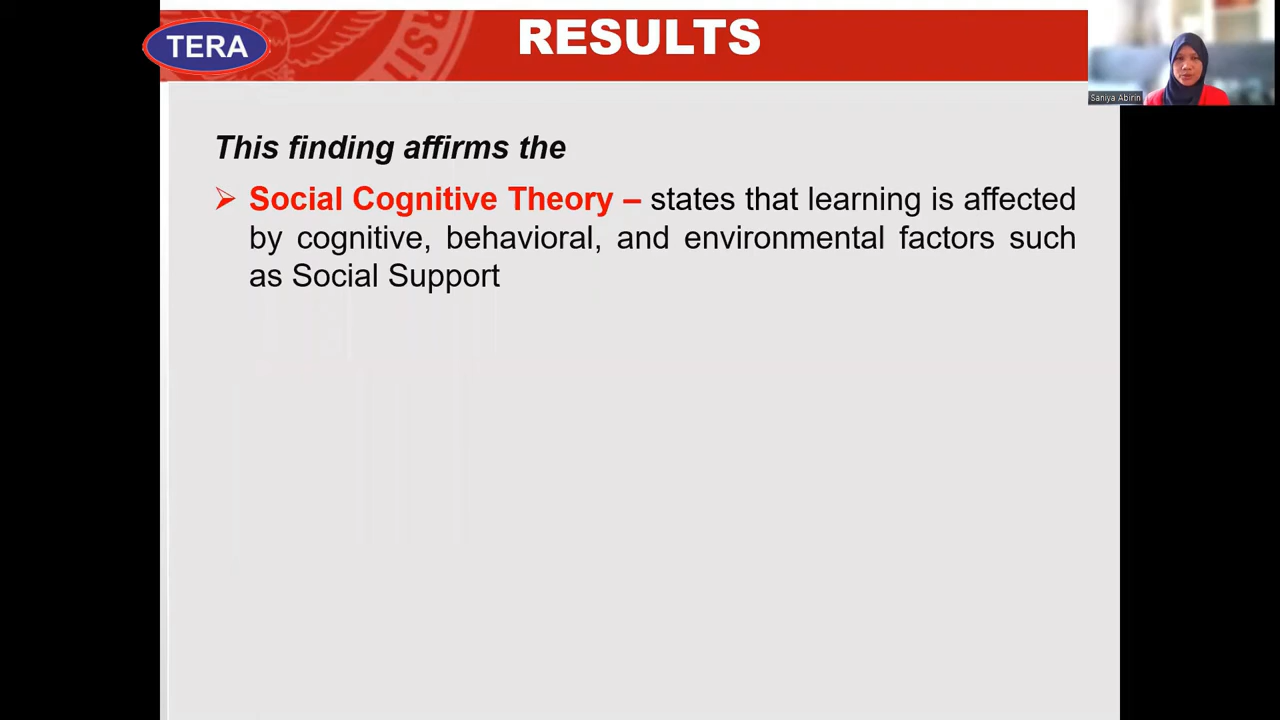 TERA
RESULTS
Saniya Abirin
This finding affirms the
Social Cognitive Theory – states that learning is affected
by cognitive, behavioral, and environmental factors such
as Social Support